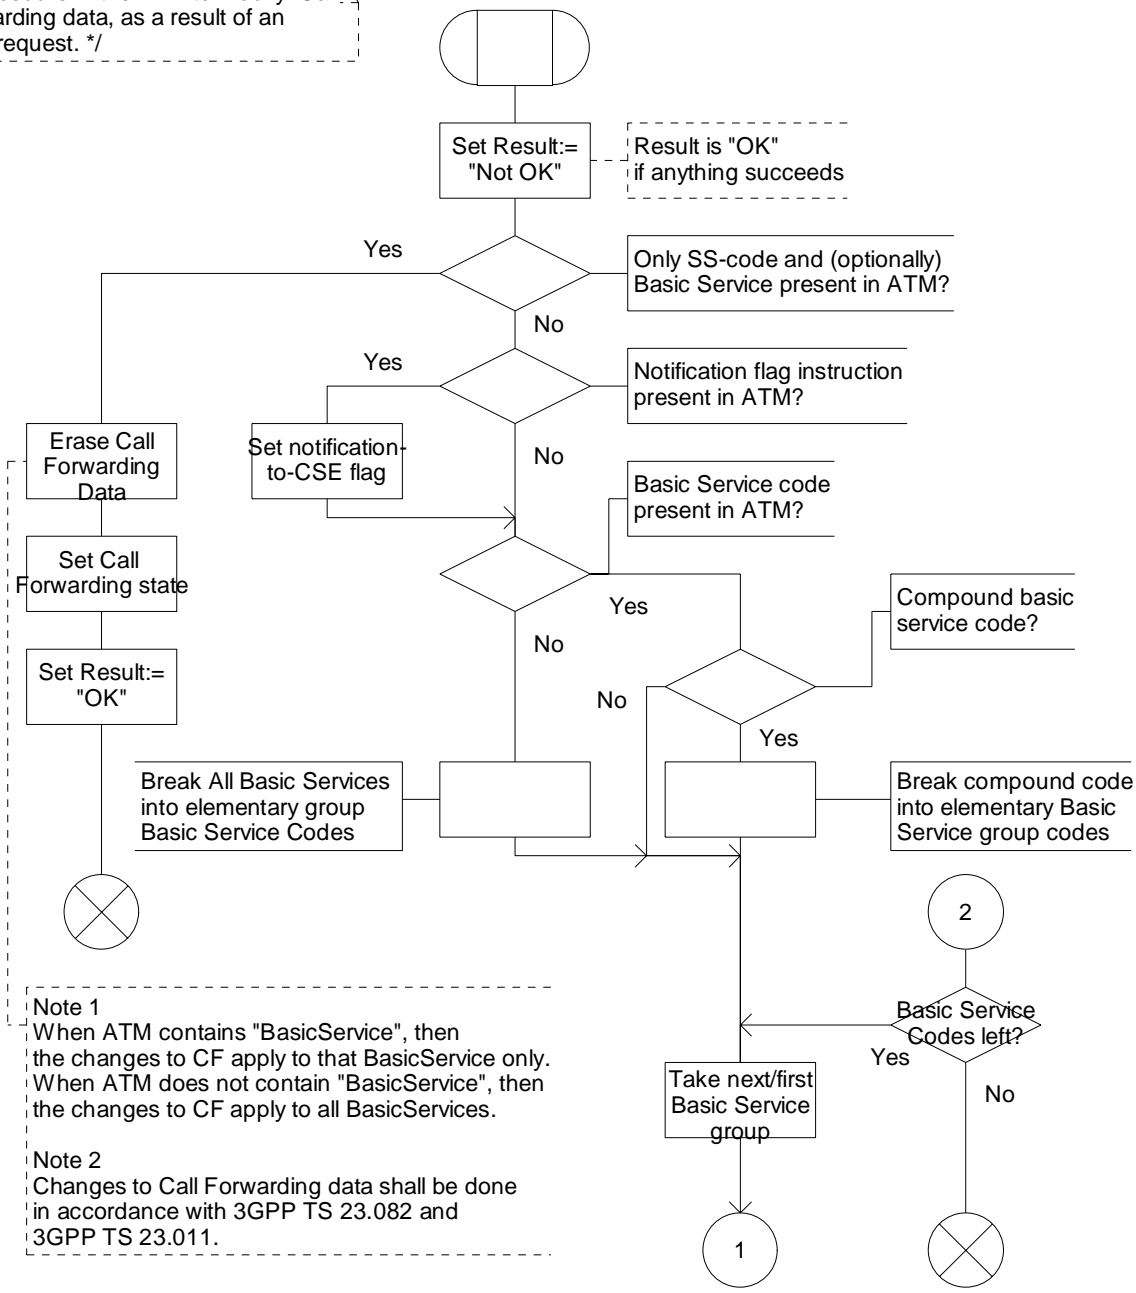 arding data, as a result of an
request. */
Set Result:=
"Not OK"
Result is "OK"
if anything succeeds
Yes
Only SS-code and (optionally)
Basic Service present in ATM?
No
Yes
Notification flag instruction
present in ATM?
Erase Call
Forwarding
Data
Set notification-
to-CSE flag
No
Basic Service code
present in ATM?
Set Call
Forwarding state
Yes
Compound basic
service code?
No
Set Result:=
"OK"
No
Yes
Break All Basic Services
into elementary group
Basic Service Codes
Break compound code
into elementary Basic
Service group codes
2
Note 1
When ATM contains "BasicService", then
the changes to CF apply to that BasicService only.
When ATM does not contain "BasicService", then
the changes to CF apply to all BasicServices.
Basic Service
Codes left?
Yes
Take next/first
Basic Service
group
No
Note 2
Changes to Call Forwarding data shall be done
in accordance with 3GPP TS 23.082 and
3GPP TS 23.011.
1